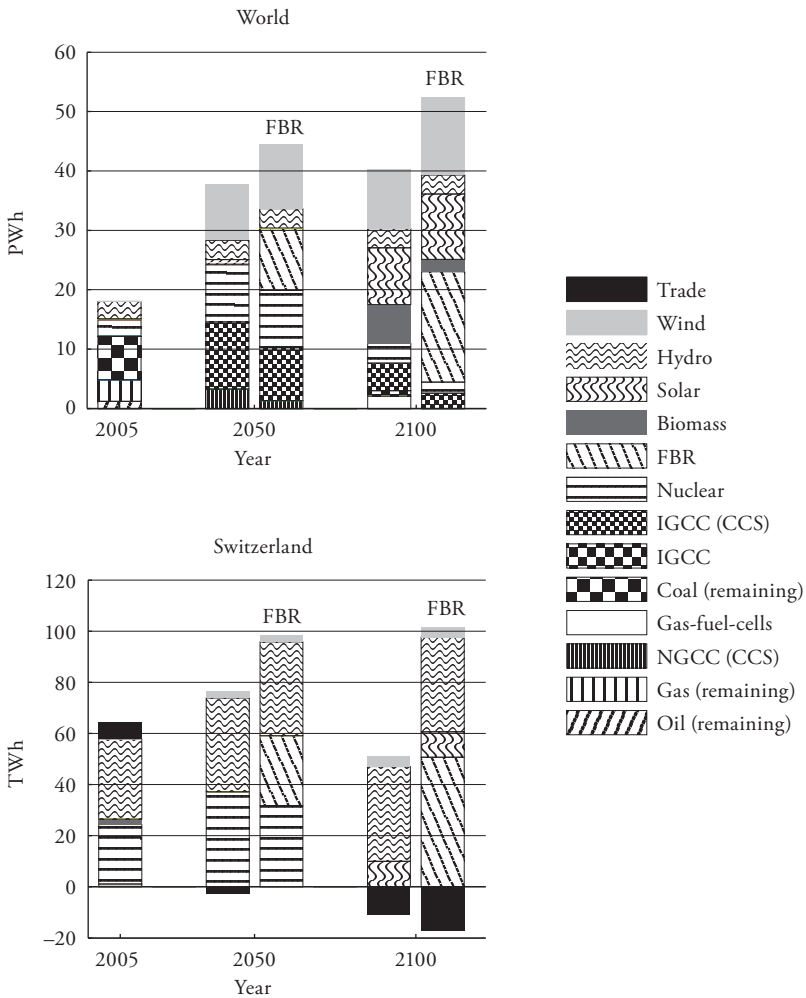 World
60
FBR
50
FBR
40
PWh
30
20
10
0
2005
2050
2100
Year
Trade
Wind
Hydro
Solar
Biomass
FBR
Nuclear
IGCC (CCS)
IGCC
Coal (remaining)
Gas-fuel-cells
NGCC (CCS)
Gas (remaining)
Oil (remaining)
Switzerland
120
FBR
FBR
100
80
60
TWh
40
20
0
–20
2005
2050
2100
Year